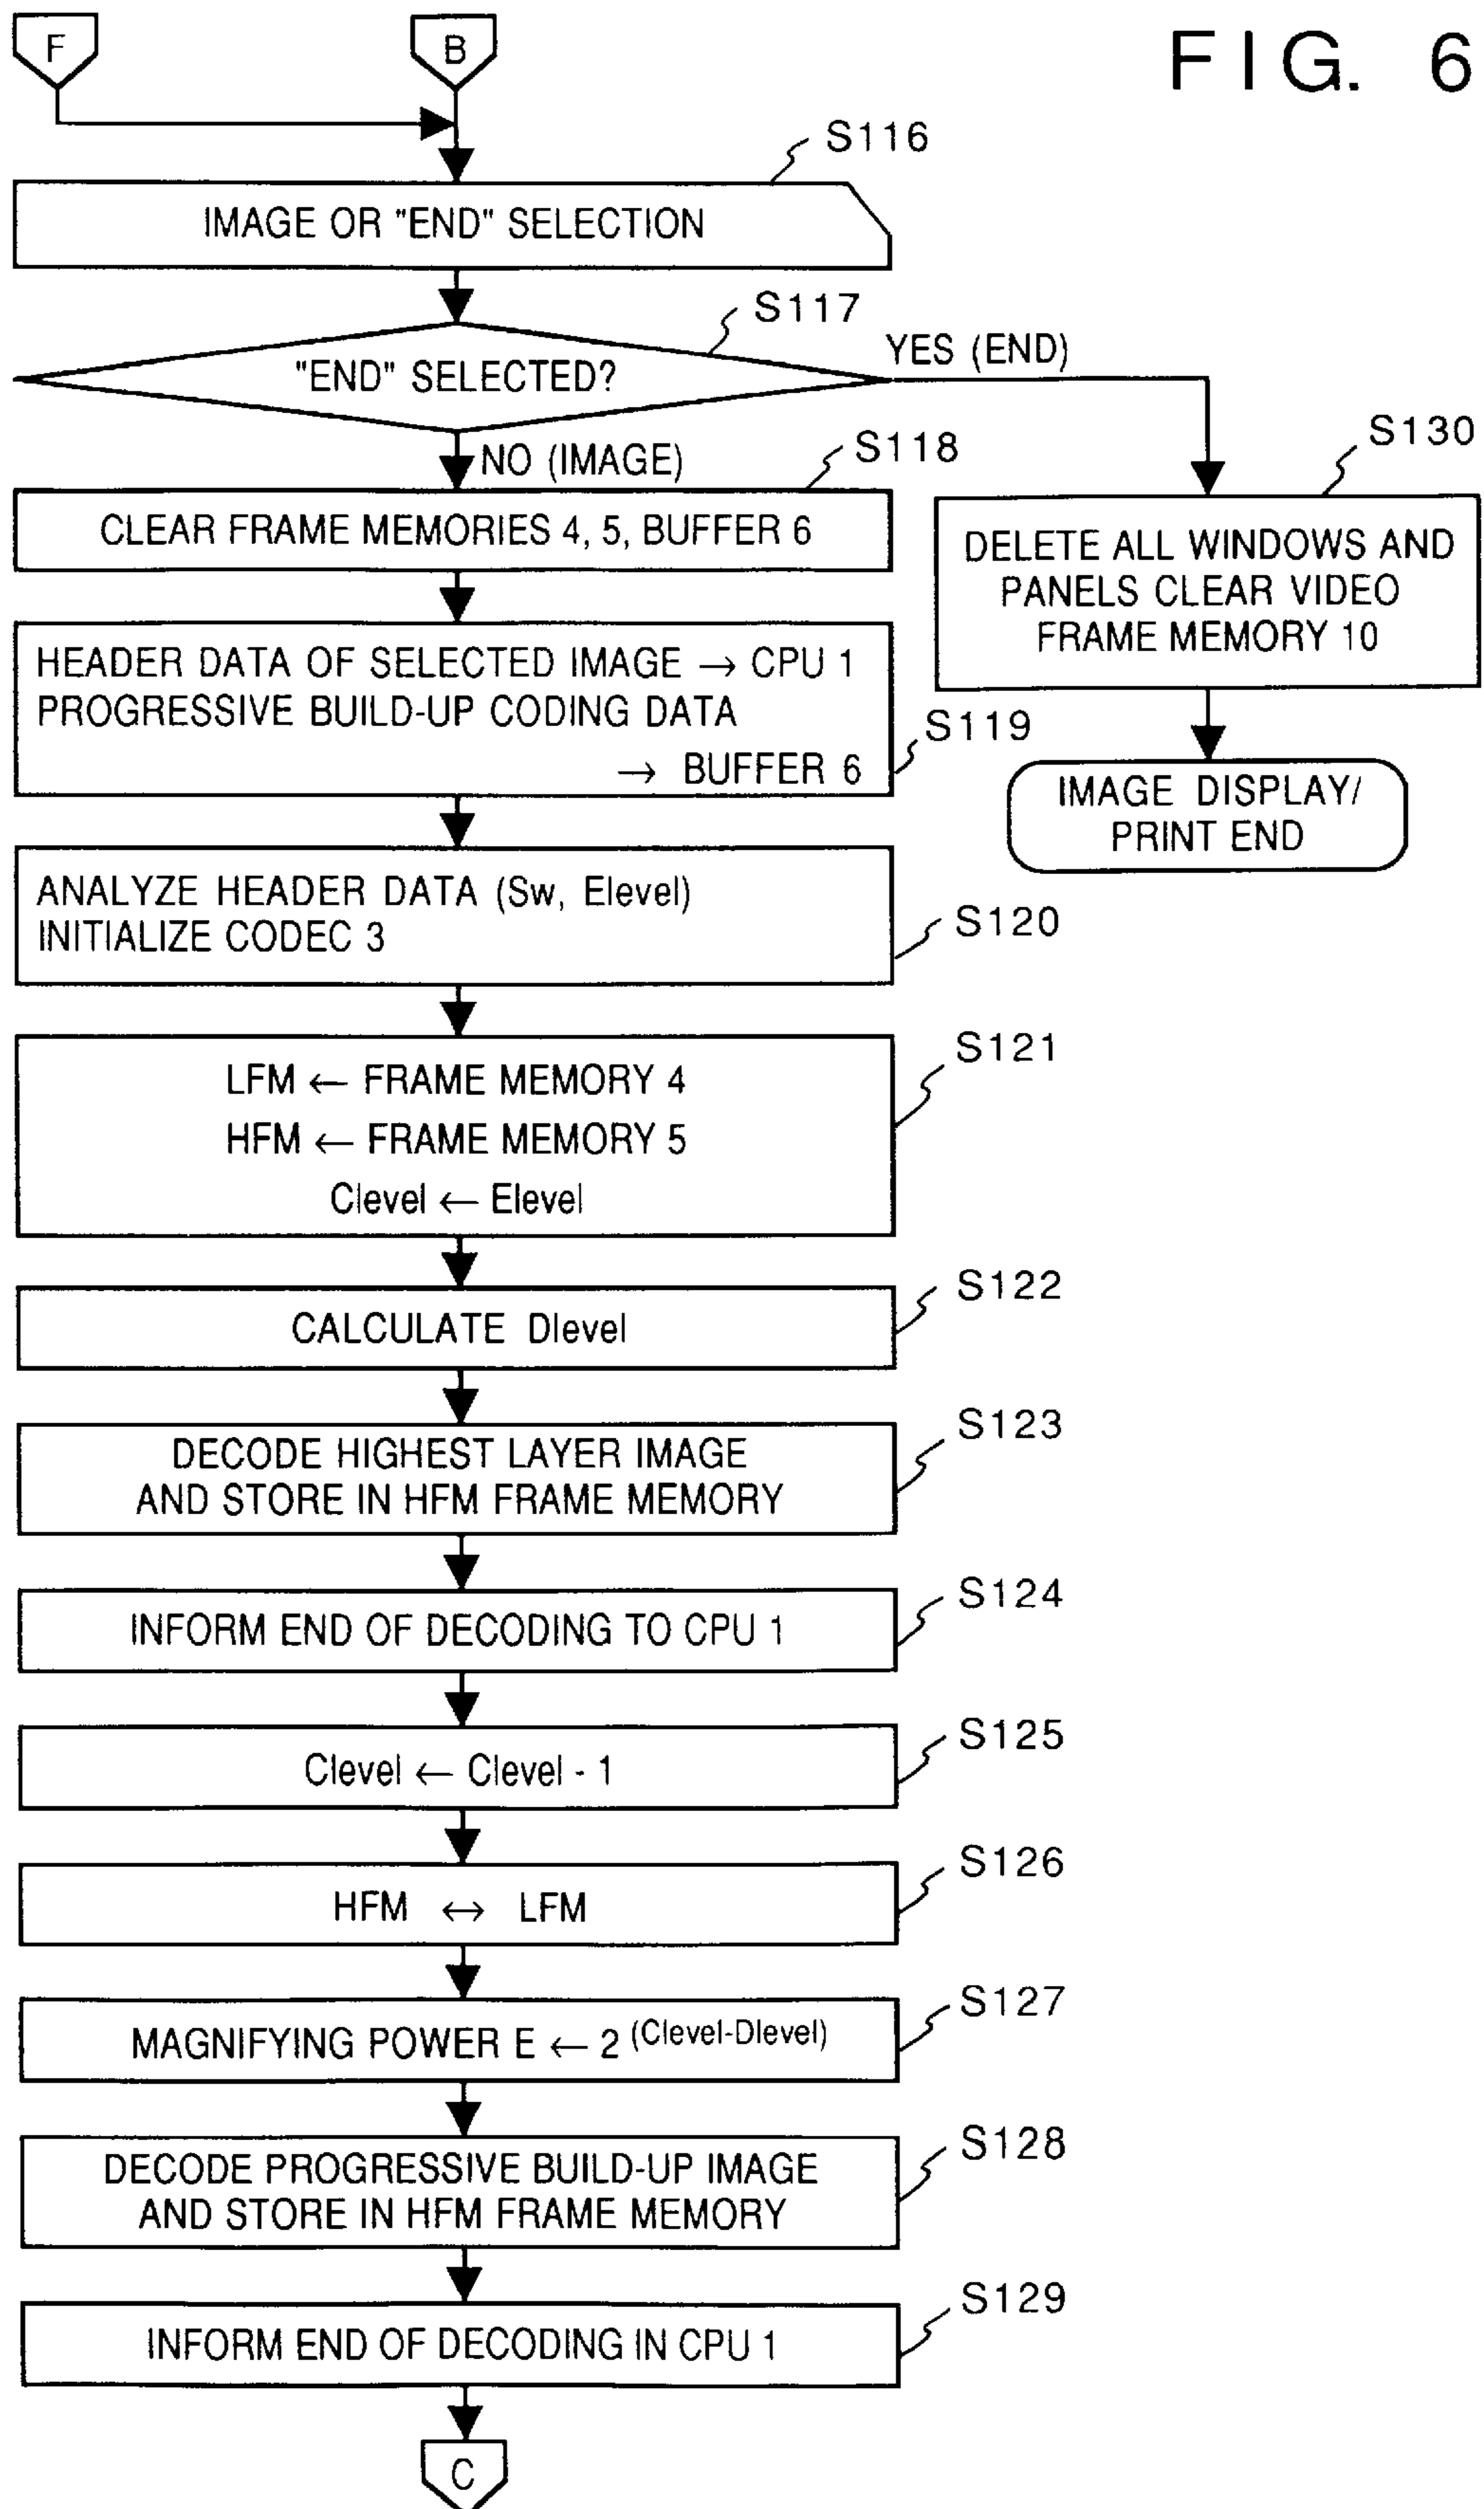 F
B
FIG. 6
S116
IMAGE OR "END" SELECTION
S117
"END" SELECTED?
YES (END)
NO (IMAGE)
S118
CLEAR FRAME MEMORIES 4, 5, BUFFER 6
S130
DELETE ALL WINDOWS AND
PANELS CLEAR VIDEO
FRAME MEMORY 10
HEADER DATA OF SELECTED IMAGE → CPU 1
PROGRESSIVE BUILD-UP CODING DATA
→ BUFFER 6
S119
IMAGE DISPLAY/
PRINT END
ANALYZE HEADER DATA (Sw, Elevel)
INITIALIZE CODEC 3
S120
LFM ← FRAME MEMORY 4
HFM ← FRAME MEMORY 5
Clevel ← Elevel
S121
CALCULATE Dlevel
S122
DECODE HIGHEST LAYER IMAGE
AND STORE IN HFM FRAME MEMORY
S123
INFORM END OF DECODING TO CPU 1
S124
Clevel ← Clevel - 1
S125
HFM ↔ LFM
S126
MAGNIFYING POWER E ← 2 (Clevel-Dlevel)
S127
DECODE PROGRESSIVE BUILD-UP IMAGE
AND STORE IN HFM FRAME MEMORY
S128
INFORM END OF DECODING IN CPU 1
S129
C